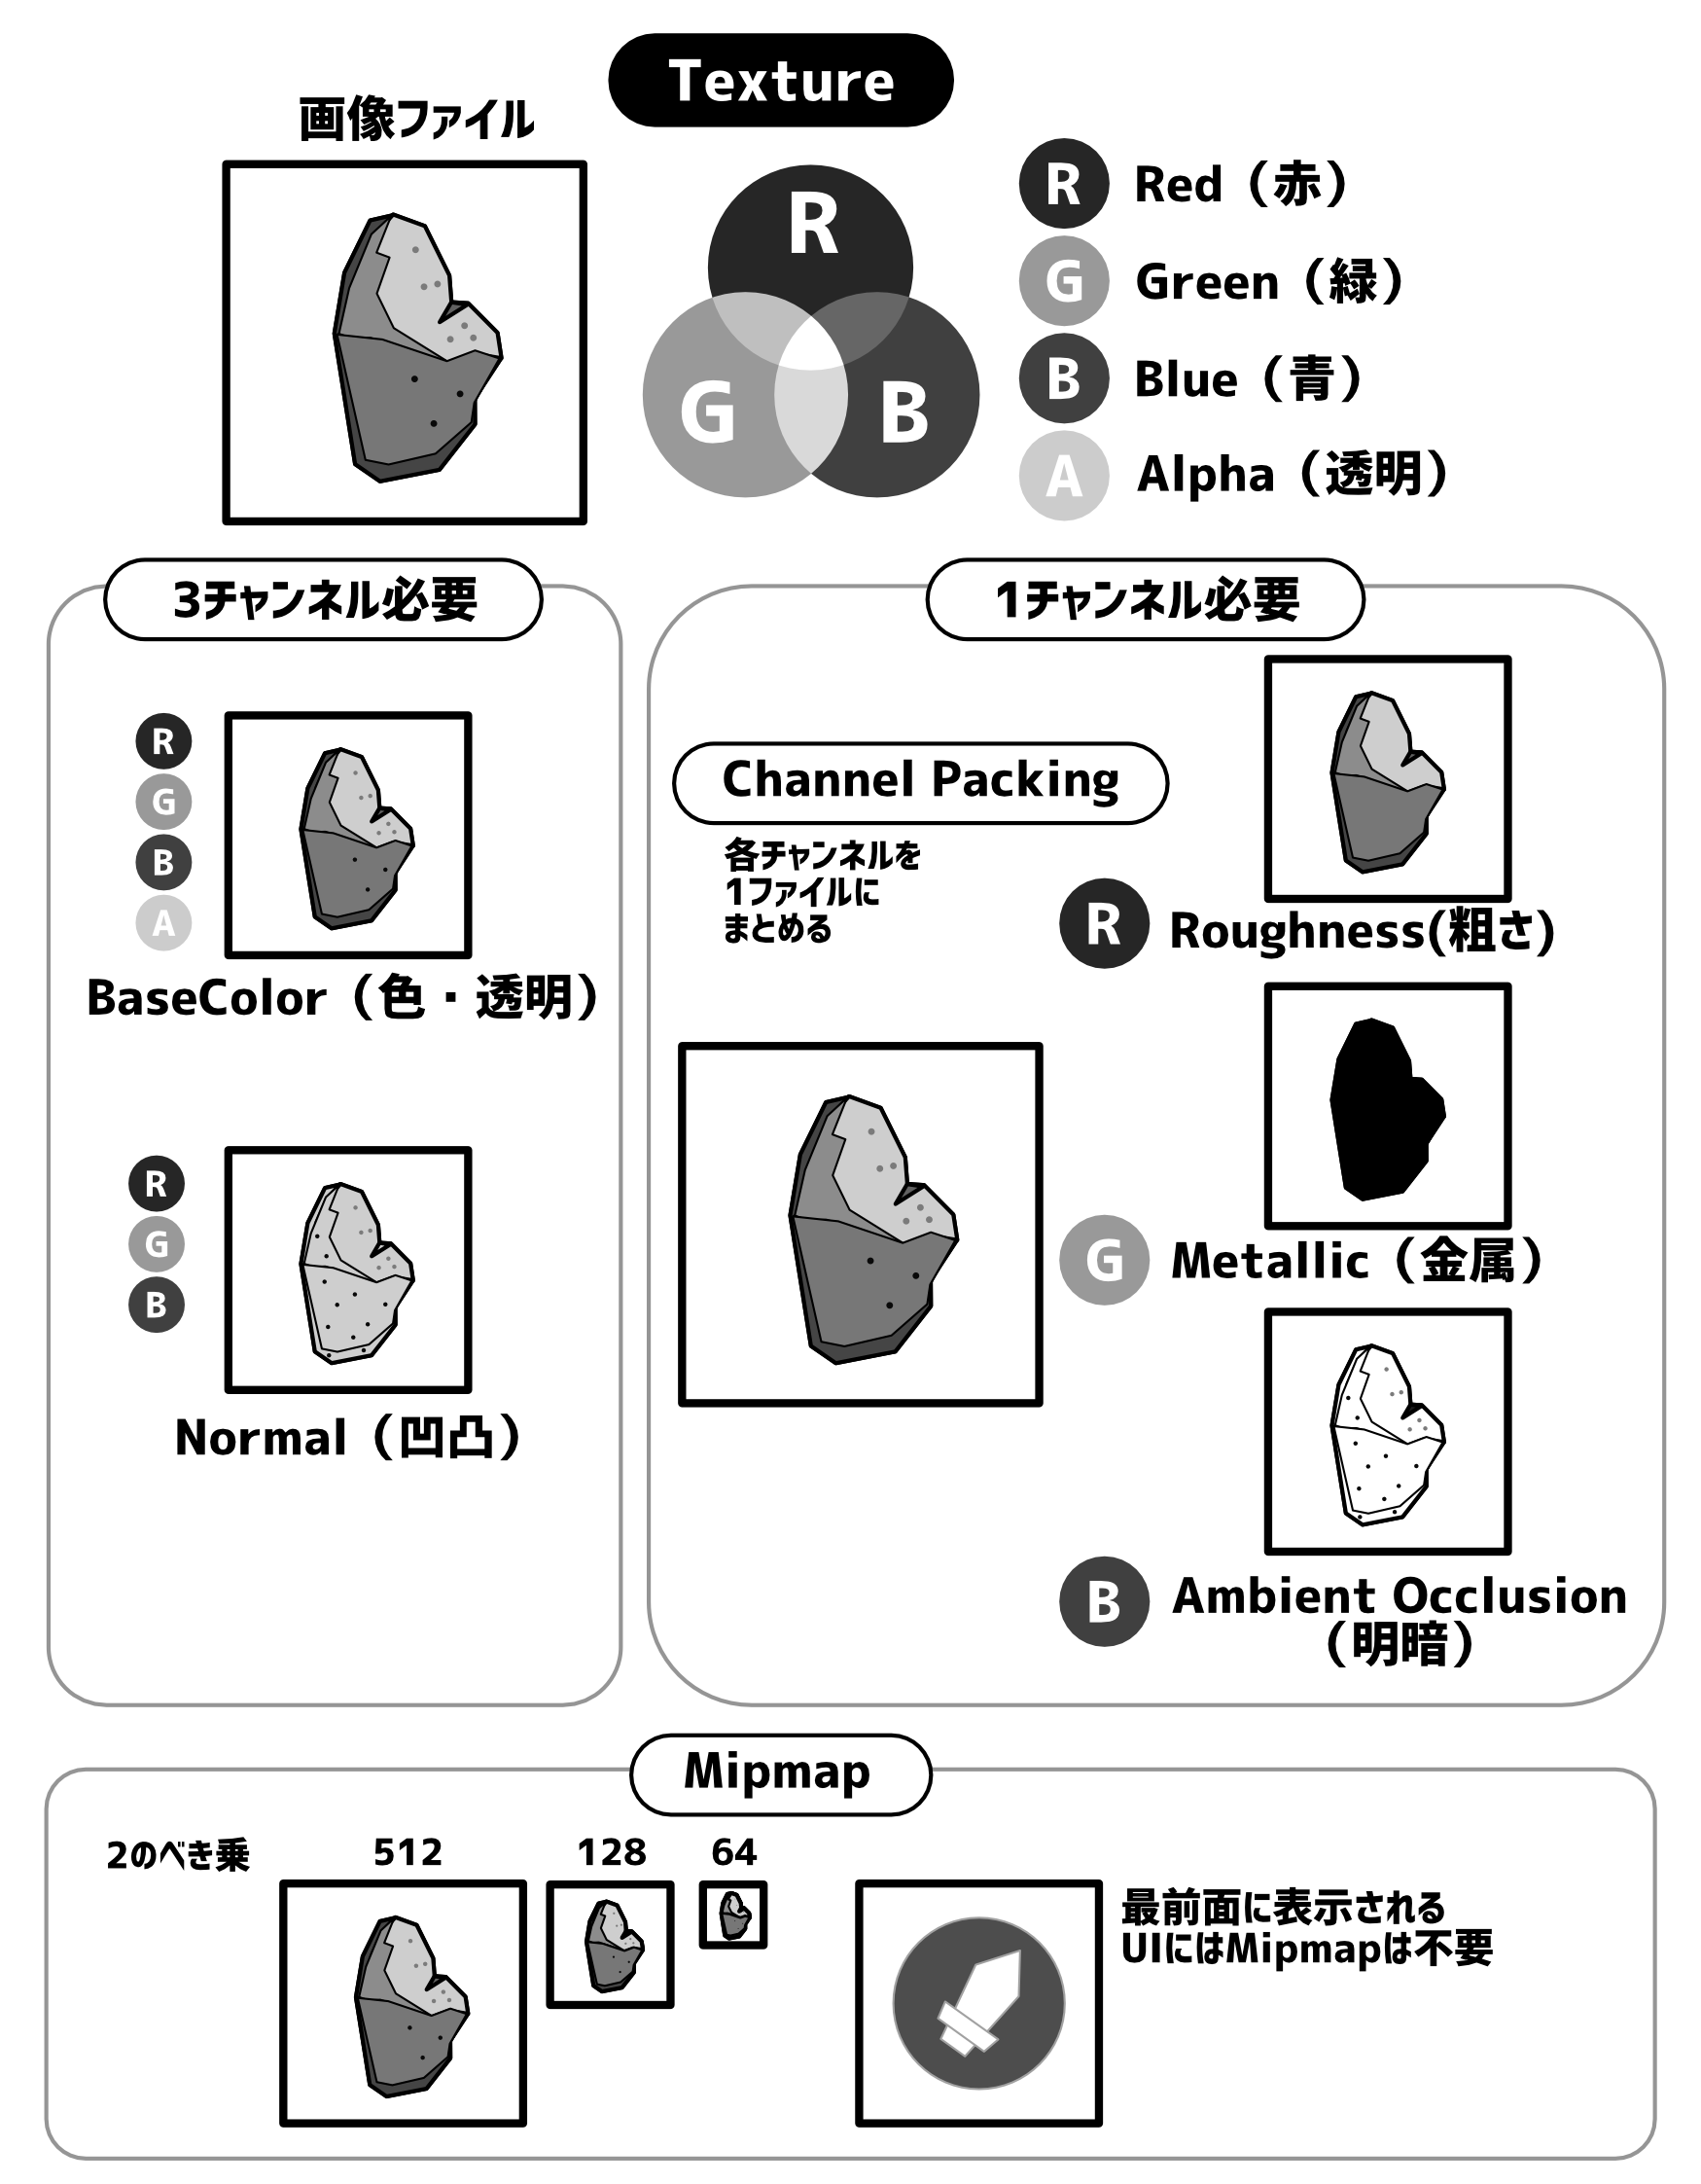 Texture
画像ファイル
R
G
B
R
Red（赤）
G
Green（緑）
B
Blue（青）
A
Alpha（透明）
3チャンネル必要
R
G
B
A
BaseColor（色・透明）
R
G
B
Normal（凹凸）
1チャンネル必要
Channel Packing
各チャンネルを
1ファイルに
まとめる
R
Roughness(粗さ)
G
Metallic（金属）
B
Ambient Occlusion
（明暗）
Mipmap
2のべき乗
512
128
64
最前面に表示される
UIにはMipmapは不要